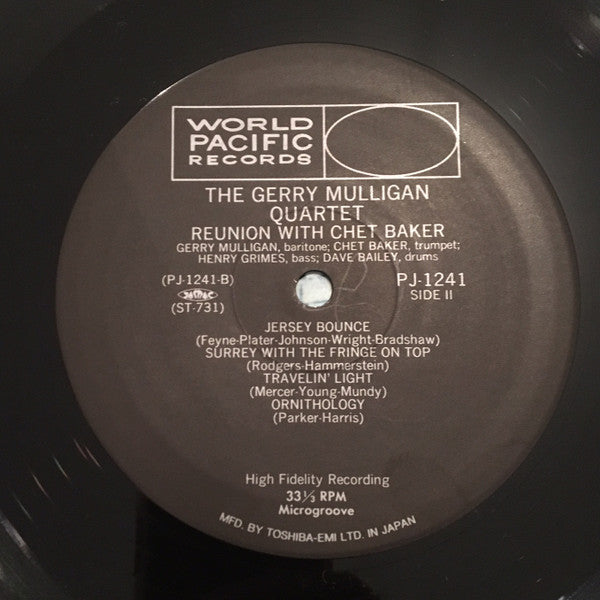 WORLD
PACIFIC
RECORDS
THE GERRY MULLIGAN
QUARTET
REUNION WITH CHET BAKER
GERRY MULLIGAN, baritone; CHET BAKER, trumpet;
HENRY GRIMES, bass; DAVE BAILEY, drums
(PJ-1241-B)
PJ-1241
JASRAC
SIDE II
(ST-731)
JERSEY BOUNCE
(Feyne-Plater-Johnson-Wright-Bradshaw)
SURREY WITH THE FRINGE ON TOP
(Rodgers-Hammerstein)
TRAVELIN' LIGHT
(Mercer-Young-Mundy)
ORNITHOLOGY
(Parker-Harris)
High Fidelity Recording
33⅓ RPM
Microgroove
MFD. BY TOSHIBA-EMI LTD. IN JAPAN